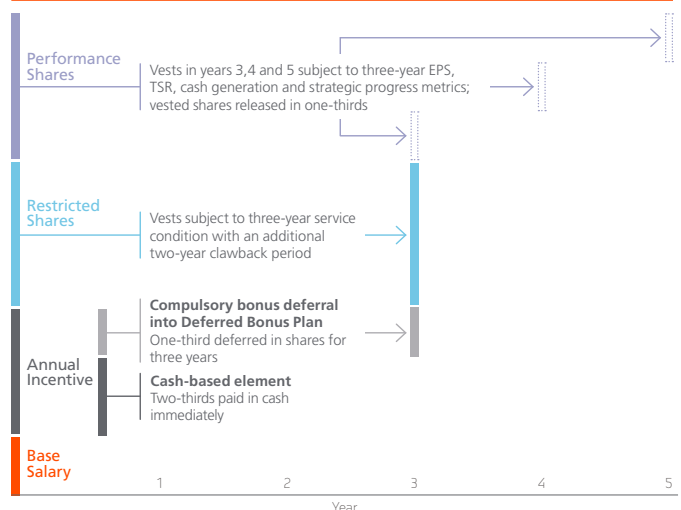 Performance
Shares
Vests in years 3,4 and 5 subject to three-year EPS,
TSR, cash generation and strategic progress metrics;
vested shares released in one-thirds
Restricted
Shares
Vests subject to three-year service
condition with an additional
two-year clawback period
Compulsory bonus deferral
into Deferred Bonus Plan
One-third deferred in shares for
three years
Annual
Incentive
Cash-based element
Two-thirds paid in cash
immediately
Base
Salary
1 2 3 4 5
Year